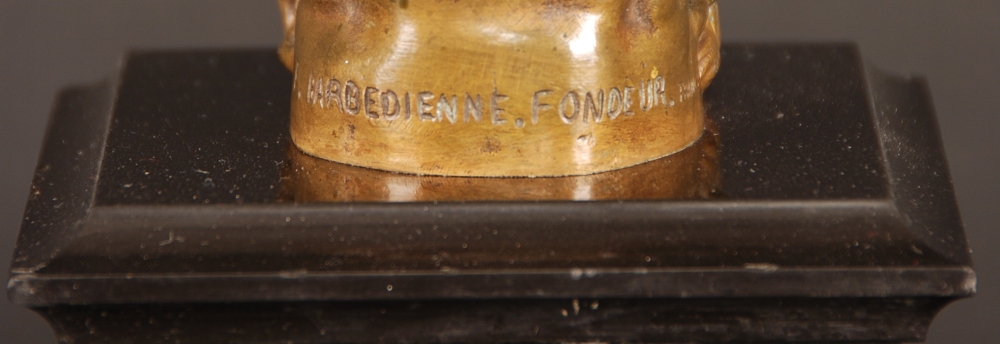 . BARBEDIENNE. FONDEUR.